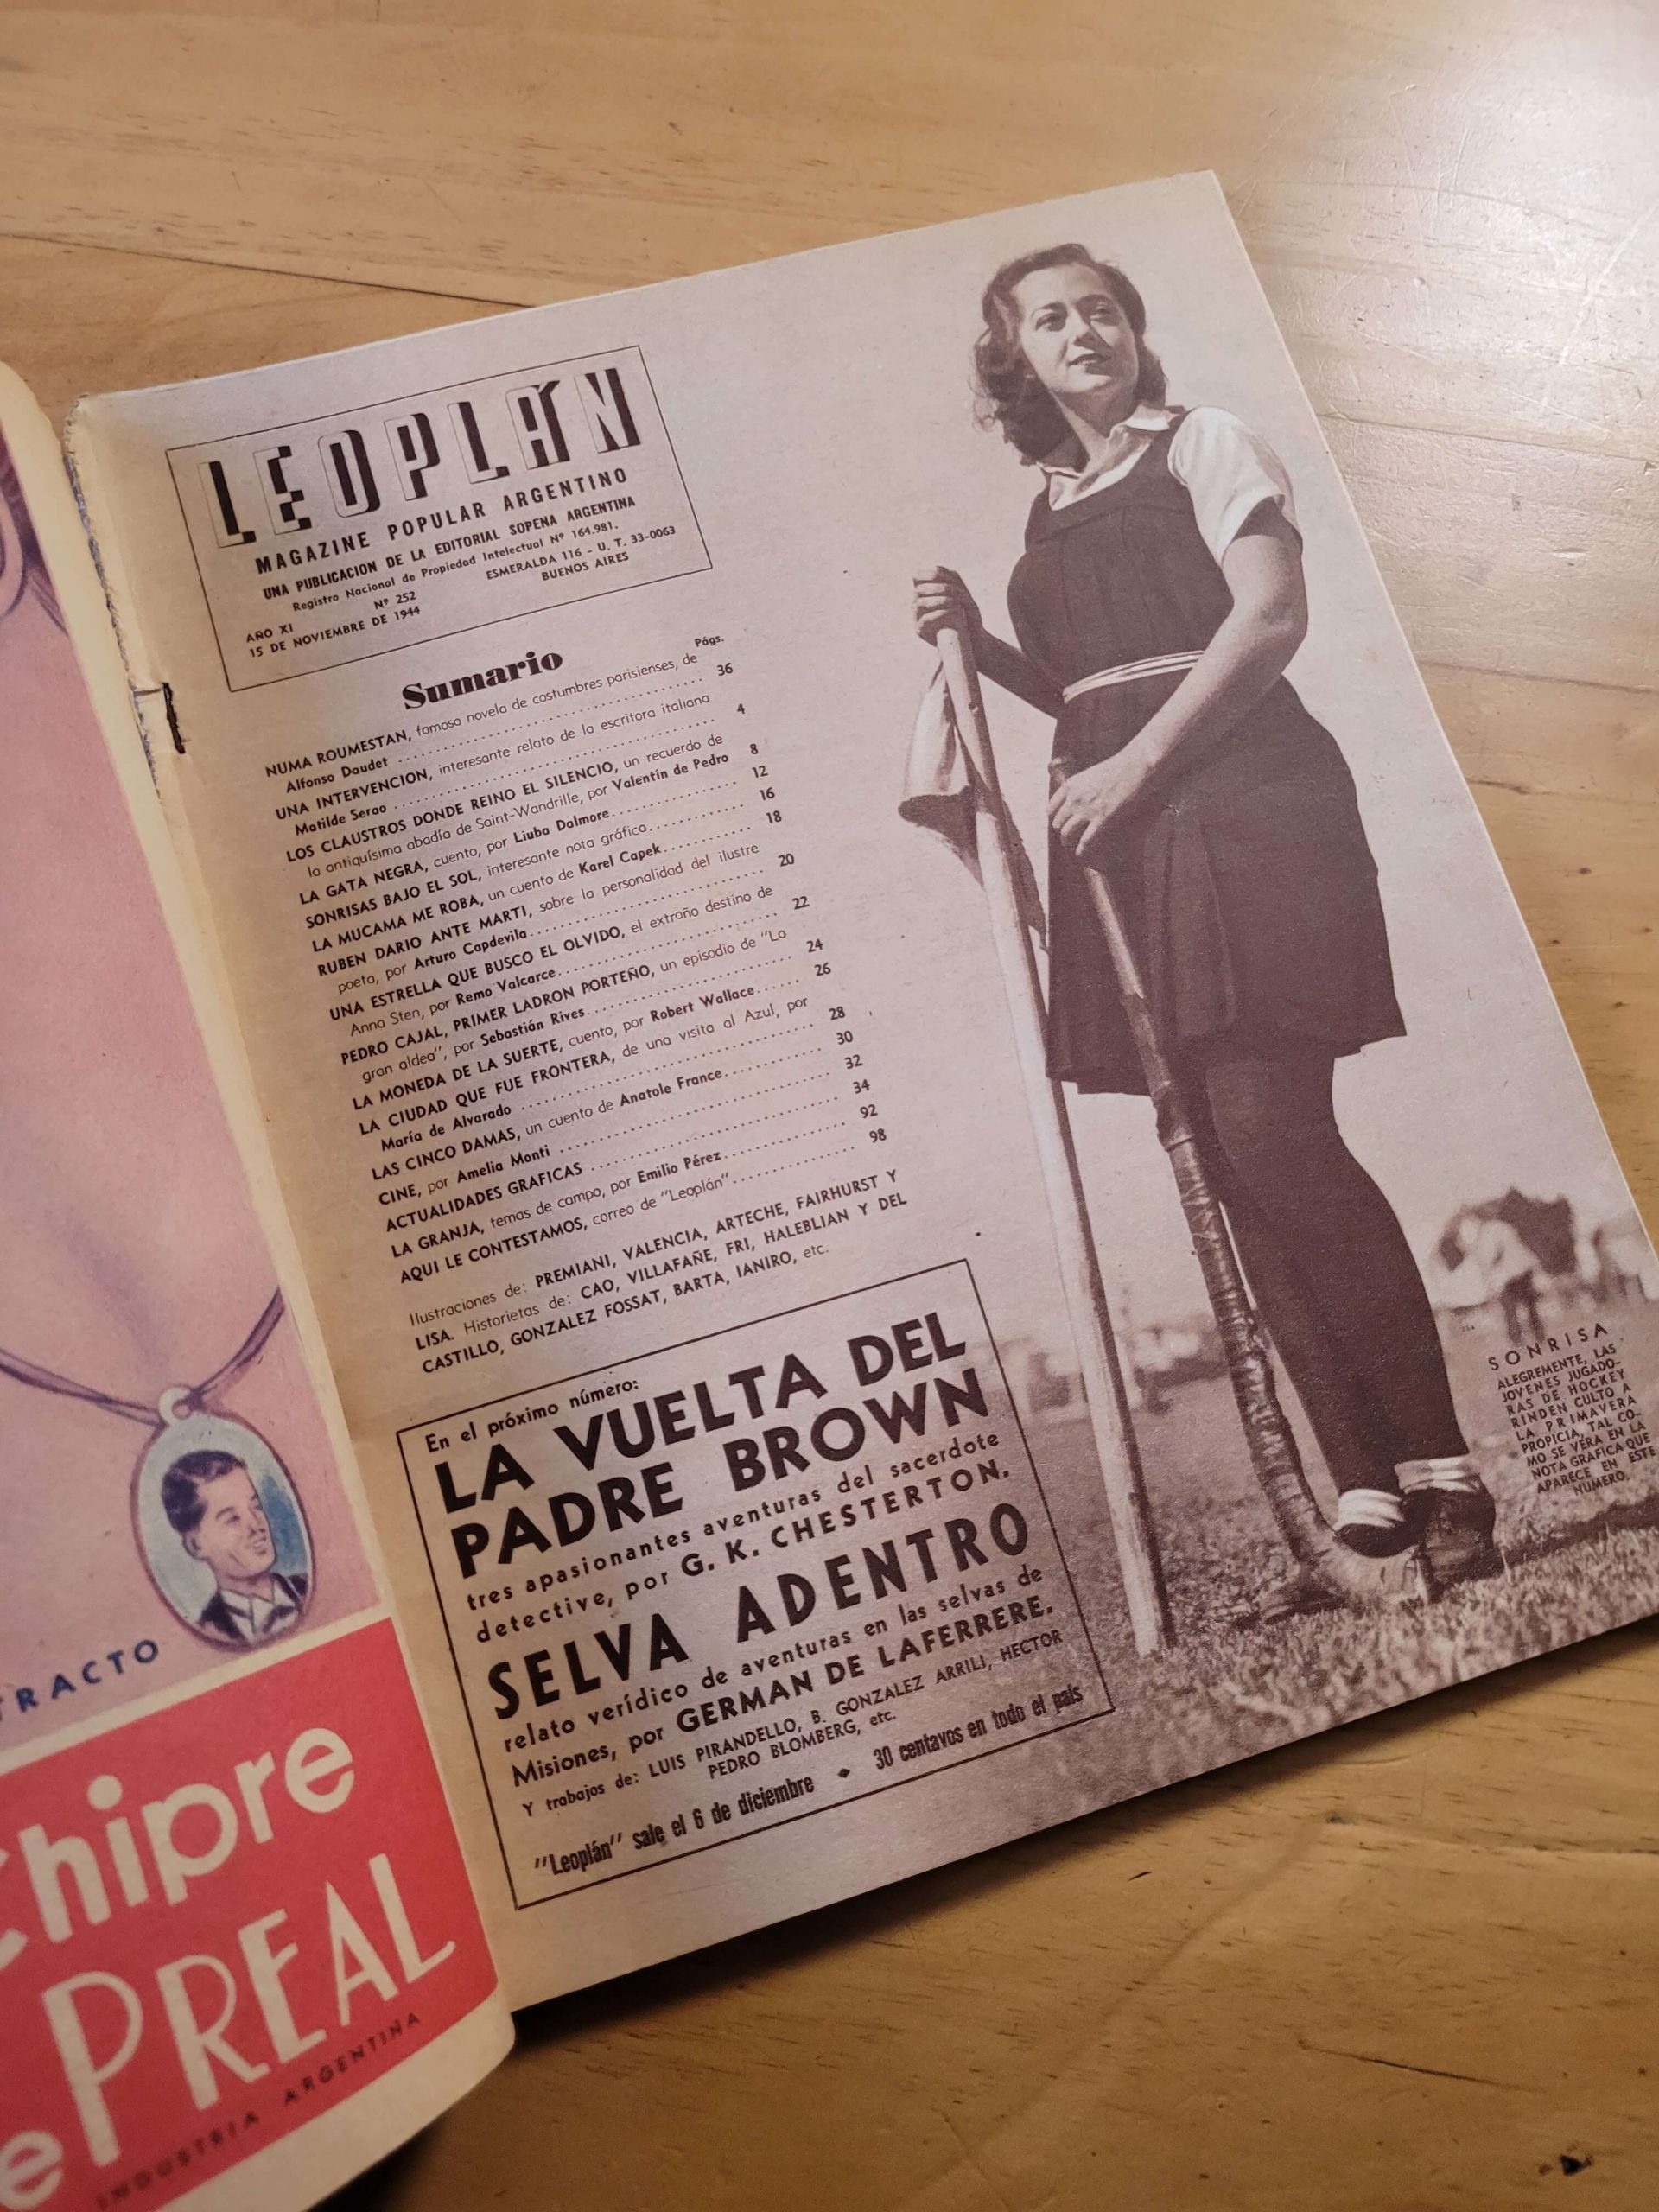 LEOPLÁN
MAGAZINE POPULAR ARGENTINO
UNA PUBLICACION DE LA EDITORIAL SOPENA ARGENTINA
Registro Nacional de Propiedad Intelectual Nº 164.981.
AÑO XI Nº 252 ESMERALDA 116 - U. T. 33-0063
15 DE NOVIEMBRE DE 1944 BUENOS AIRES
Sumario
Págs.
NUMA ROUMESTAN, famosa novela de costumbres parisienses, de
Alfonso Daudet .......... 36
UNA INTERVENCION, interesante relato de la escritora italiana
Matilde Serao .......... 4
LOS CLAUSTROS DONDE REINO EL SILENCIO, un recuerdo de
la antiquísima abadía de Saint-Wandrille, por Valentín de Pedro 8
LA GATA NEGRA, cuento, por Liuba Dalmore.......... 12
SONRISAS BAJO EL SOL, interesante nota gráfica.......... 16
LA MUCAMA ME ROBA, un cuento de Karel Capek.......... 18
RUBEN DARIO ANTE MARTI, sobre la personalidad del ilustre
poeta, por Arturo Capdevila.......... 20
UNA ESTRELLA QUE BUSCO EL OLVIDO, el extraño destino de
Anna Sten, por Remo Valcarce.......... 22
PEDRO CAJAL, PRIMER LADRON PORTEÑO, un episodio de "La
gran aldea", por Sebastián Rives.......... 24
LA MONEDA DE LA SUERTE, cuento, por Robert Wallace...... 26
LA CIUDAD QUE FUE FRONTERA, de una visita al Azul, por
María de Alvarado .......... 28
LAS CINCO DAMAS, un cuento de Anatole France.......... 30
CINE, por Amelia Monti .......... 32
ACTUALIDADES GRAFICAS .......... 34
LA GRANJA, temas de campo, por Emilio Pérez.......... 92
AQUI LE CONTESTAMOS, correo de "Leoplán".......... 98
Ilustraciones de: PREMIANI, VALENCIA, ARTECHE, FAIRHURST Y
LISA. Historietas de: CAO, VILLAFAÑE, FRI, HALEBLIAN Y DEL
CASTILLO, GONZALEZ FOSSAT, BARTA, IANIRO, etc.
En el próximo número:
LA VUELTA DEL
PADRE BROWN
tres apasionantes aventuras del sacerdote
detective, por G. K. CHESTERTON.
SELVA ADENTRO
relato verídico de aventuras en las selvas de
Misiones, por GERMAN DE LAFERRERE.
Y trabajos de: LUIS PIRANDELLO, B. GONZALEZ ARRILI, HECTOR
PEDRO BLOMBERG, etc.
"Leoplán" sale el 6 de diciembre ♦ 30 centavos en todo el país
SONRISA
ALEGREMENTE, LAS
JOVENES JUGADO-
RAS DE HOCKEY
RINDEN CULTO A
LA PRIMAVERA
PROPICIA, TAL CO-
MO SE VERA EN LA
NOTA GRAFICA QUE
APARECE EN ESTE
NUMERO.
TRACTO
Chipre
de PREAL
INDUSTRIA ARGENTINA